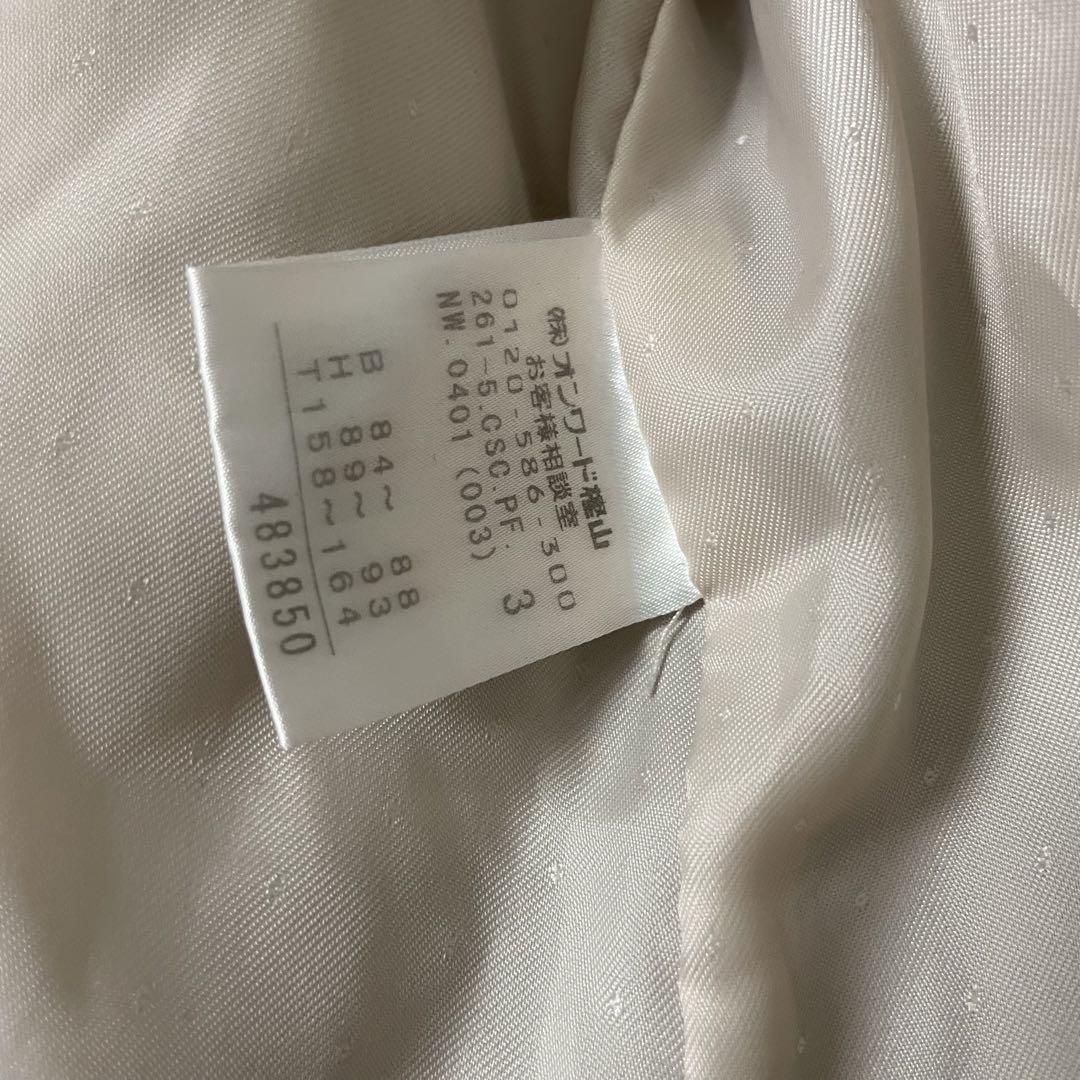 (株)オンワード樫山
お客様相談室
0120-586-300
261-5.CSC.PF. 3
NW.0401(003)
B 84~ 88
H 89~ 93
T158~164
483850